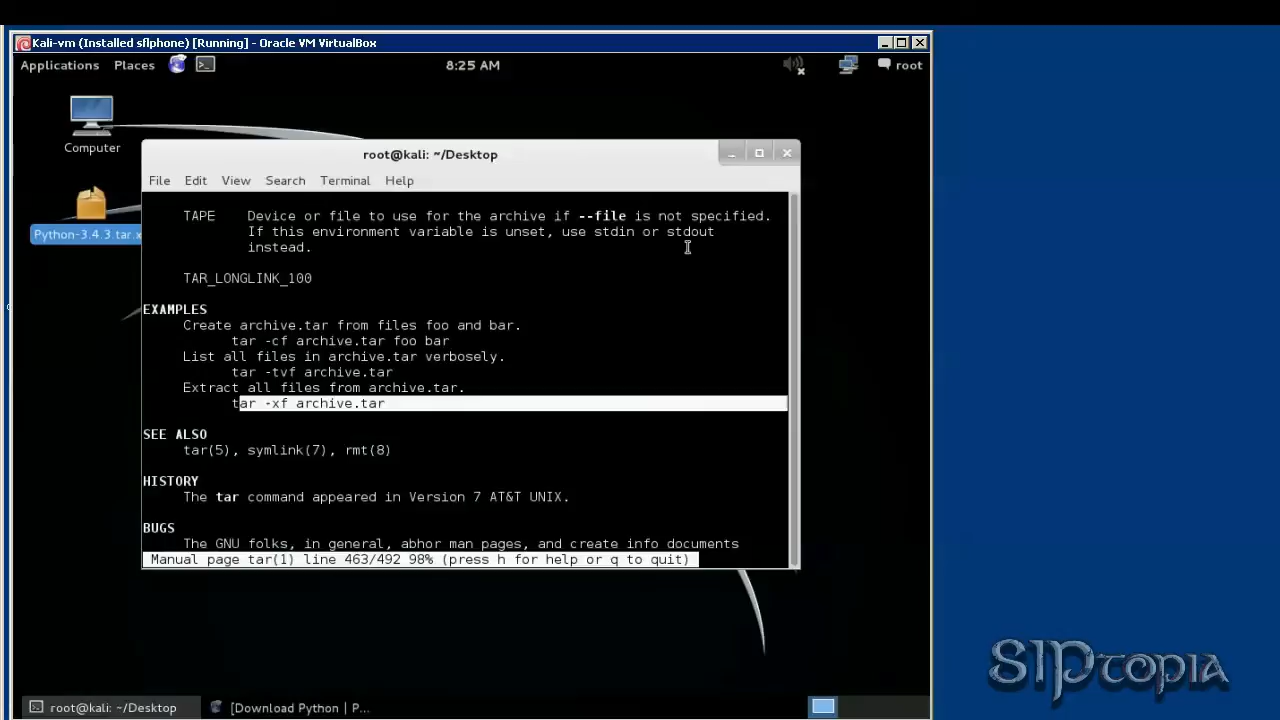 Kali-vm (Installed sflphone) [Running] - Oracle VM VirtualBox
Applications Places 8:25 AM root
Computer
root@kali: ~/Desktop
Python-3.4.3.tar.x
File Edit View Search Terminal Help
TAPE Device or file to use for the archive if --file is not specified.
If this environment variable is unset, use stdin or stdout
instead.
TAR_LONGLINK_100
EXAMPLES
Create archive.tar from files foo and bar.
tar -cf archive.tar foo bar
List all files in archive.tar verbosely.
tar -tvf archive.tar
Extract all files from archive.tar.
tar -xf archive.tar
SEE ALSO
tar(5), symlink(7), rmt(8)
HISTORY
The tar command appeared in Version 7 AT&T UNIX.
BUGS
The GNU folks, in general, abhor man pages, and create info documents
Manual page tar(1) line 463/492 98% (press h for help or q to quit)
SIPtopia
root@kali: ~/Desktop [Download Python | P...